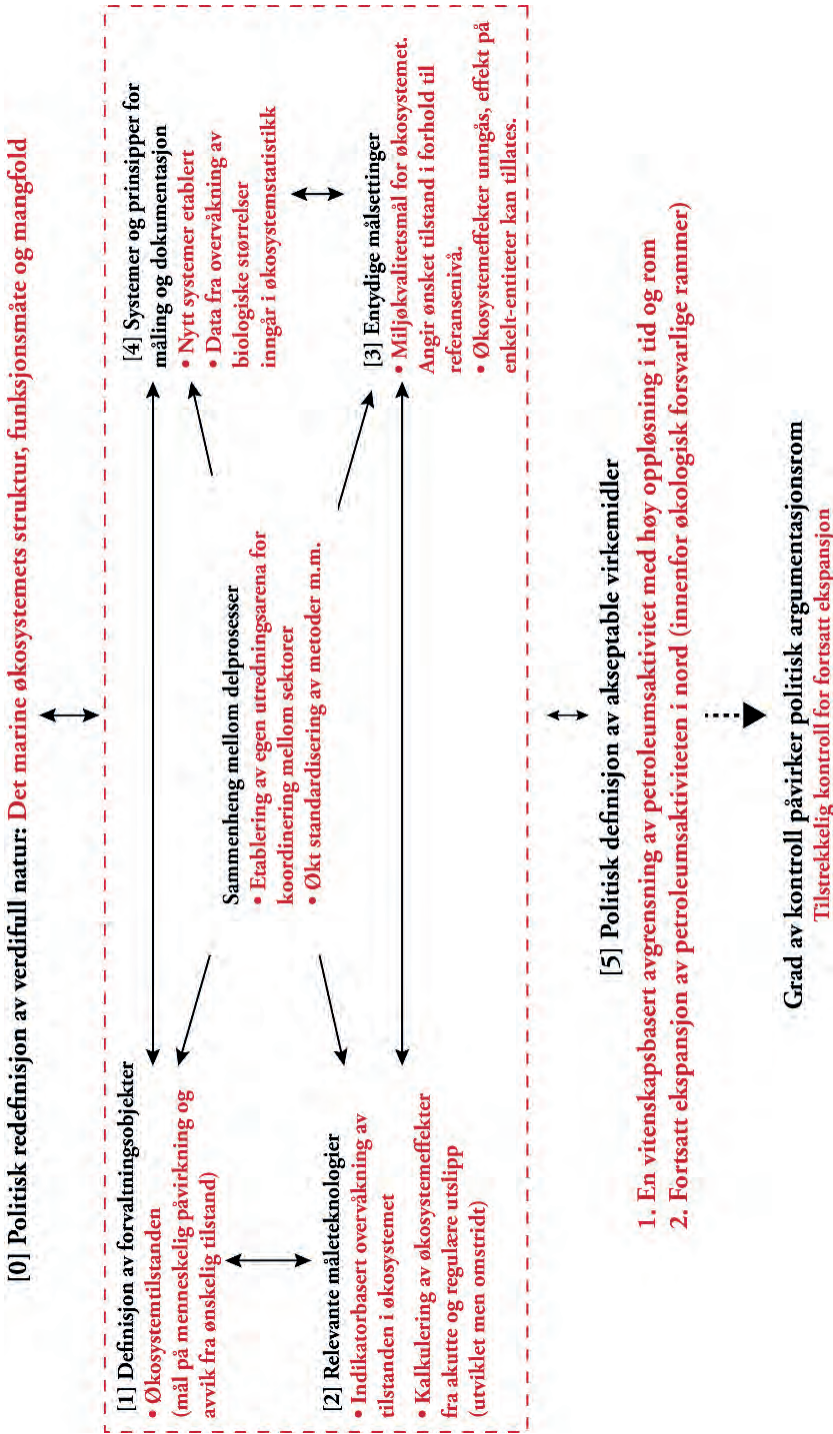 [0] Politisk redefinisjon av verdifull natur: Det marine økosystemets struktur, funksjonsmåte og mangfold
[1] Definisjon av forvaltningsobjekter
• Økosystemtilstanden
(mål på menneskelig påvirkning og
avvik fra ønskelig tilstand)
[2] Relevante måleteknologier
• Indikatorbasert overvåkning av
tilstanden i økosystemet
• Kalkulering av økosystemeffekter
fra akutte og regulære utslipp
(utviklet men omstridt)
Sammenheng mellom delprosesser
• Etablering av egen utredningsarena for
koordinering mellom sektorer
• Økt standardisering av metoder m.m.
[4] Systemer og prinsipper for
måling og dokumentasjon
• Nytt systemer etablert
• Data fra overvåkning av
biologiske størrelser
inngår i økosystemstatistikk
[3] Entydige målsettinger
• Miljøkvalitetsmål for økosystemet.
Angir ønsket tilstand i forhold til
referansenivå.
• Økosystemeffekter unngås, effekt på
enkelt-entiteter kan tillates.
[5] Politisk definisjon av akseptable virkemidler
1. En vitenskapsbasert avgrensning av petroleumsaktivitet med høy oppløsning i tid og rom
2. Fortsatt ekspansjon av petroleumsaktiviteten i nord (innenfor økologisk forsvarlige rammer)
Grad av kontroll påvirker politisk argumentasjonsrom
Tilstrekkelig kontroll for fortsatt ekspansjon